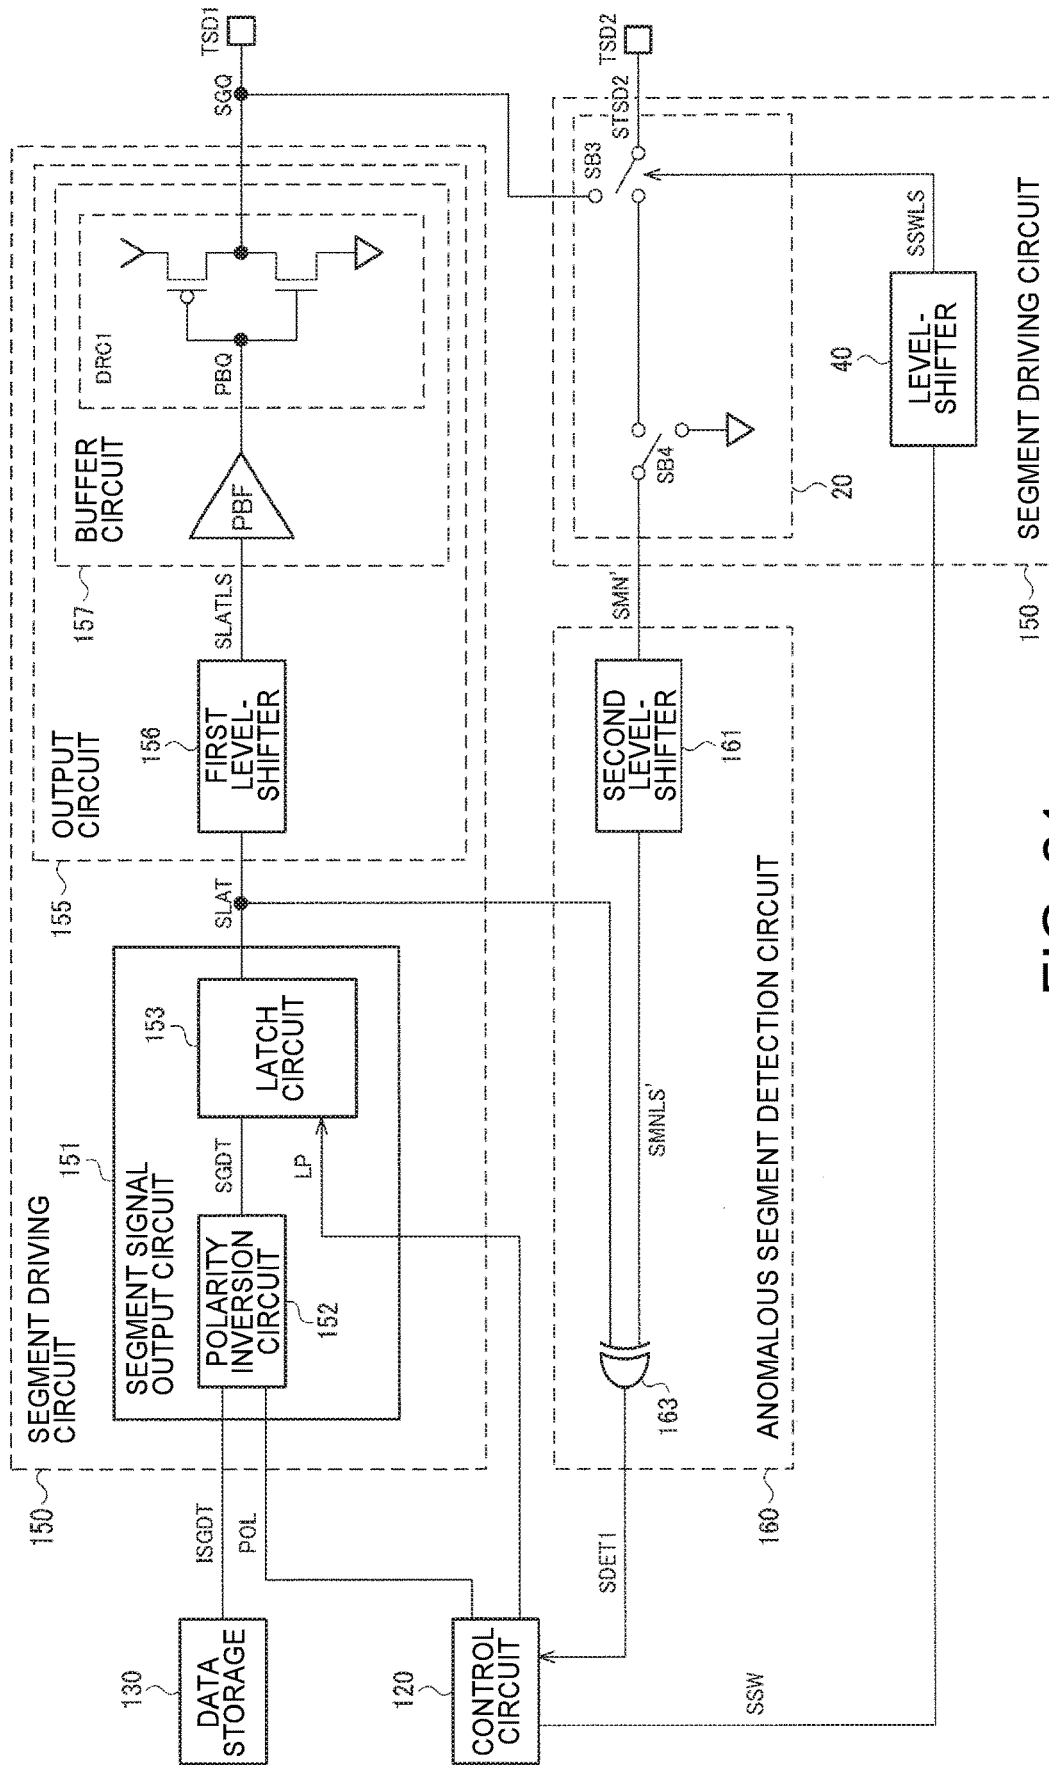 SEGMENT DRIVING
CIRCUIT
150
SEGMENT SIGNAL
OUTPUT CIRCUIT
151
POLARITY
INVERSION
CIRCUIT
152
SGDT
LP
LATCH
CIRCUIT
153
SLAT
OUTPUT
CIRCUIT
155
FIRST
LEVEL-
SHIFTER
156
SLATLS
BUFFER
CIRCUIT
157
PBF
PBQ
DRC1
SGQ
TSD1
ISGDT
POL
DATA
STORAGE
130
CONTROL
CIRCUIT
120
SDET1
SSW
163
ANOMALOUS SEGMENT DETECTION CIRCUIT
160
SMNLS'
SECOND
LEVEL-
SHIFTER
161
SMN'
SB4
SB3
STSD2
TSD2
20
LEVEL-
SHIFTER
40
SSWLS
SEGMENT DRIVING CIRCUIT
150